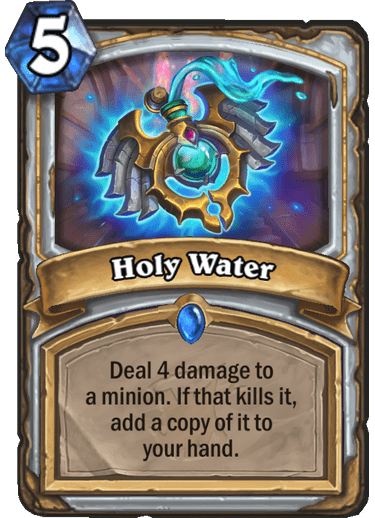 5
Holy Water
Deal 4 damage to
a minion. If that kills it,
add a copy of it to
your hand.